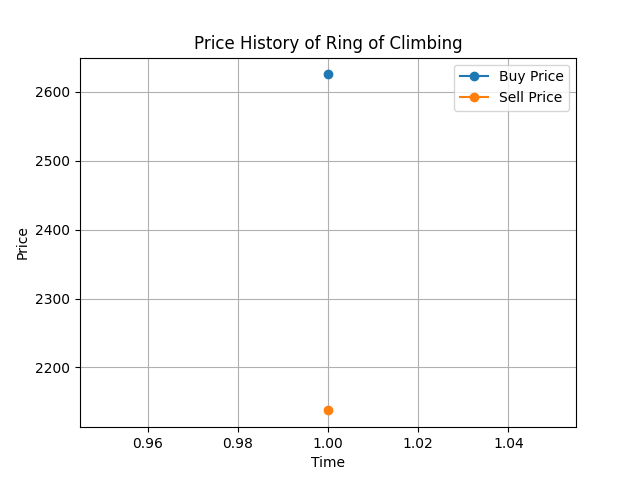 Price History of Ring of Climbing
Buy Price
Sell Price
2600
2500
2400
2300
2200
Price
0.96 0.98 1.00 1.02 1.04
Time